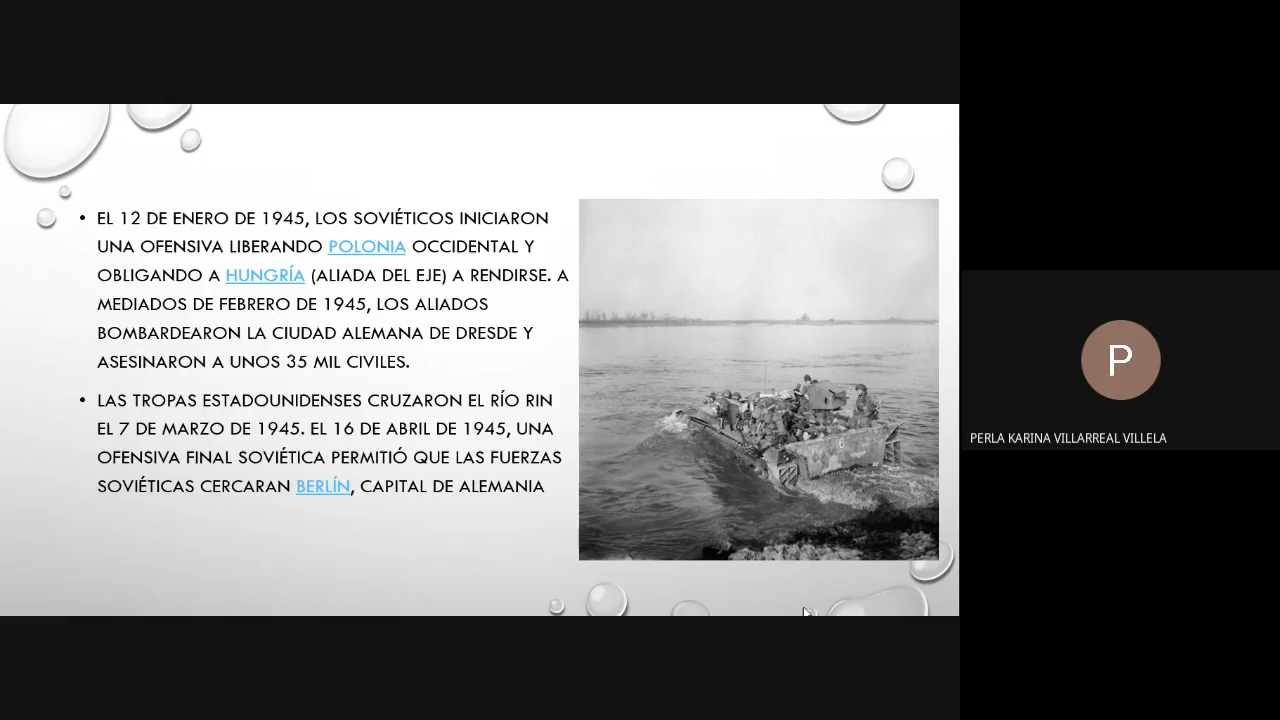 • EL 12 DE ENERO DE 1945, LOS SOVIÉTICOS INICIARON
UNA OFENSIVA LIBERANDO POLONIA OCCIDENTAL Y
OBLIGANDO A HUNGRÍA (ALIADA DEL EJE) A RENDIRSE. A
MEDIADOS DE FEBRERO DE 1945, LOS ALIADOS
BOMBARDEARON LA CIUDAD ALEMANA DE DRESDE Y
ASESINARON A UNOS 35 MIL CIVILES.
• LAS TROPAS ESTADOUNIDENSES CRUZARON EL RÍO RIN
EL 7 DE MARZO DE 1945. EL 16 DE ABRIL DE 1945, UNA
OFENSIVA FINAL SOVIÉTICA PERMITIÓ QUE LAS FUERZAS
SOVIÉTICAS CERCARAN BERLÍN, CAPITAL DE ALEMANIA
6
P
PERLA KARINA VILLARREAL VILLELA